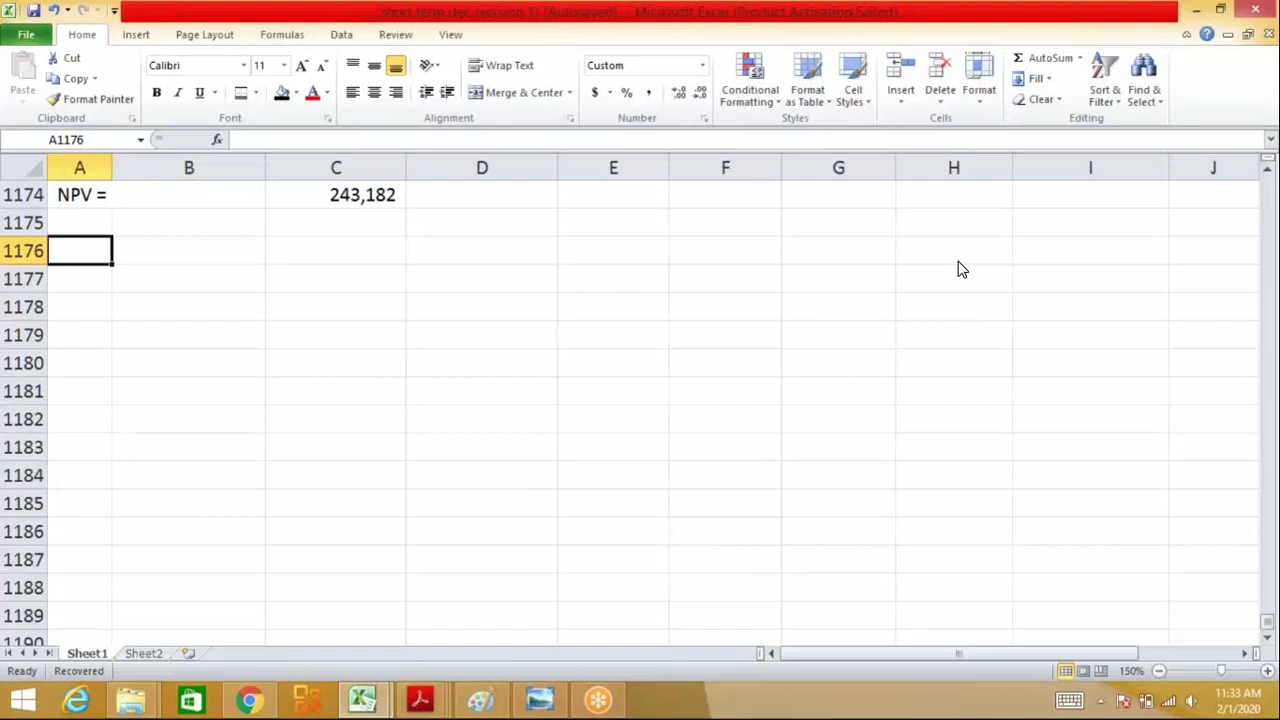 short term dec (version 1) [Autosaved] - Microsoft Excel (Product Activation Failed)
File Home Insert Page Layout Formulas Data Review View
Paste
Cut
Copy
Format Painter
Clipboard
Calibri 11 A A
B I U A
Font
Wrap Text
Merge & Center
Alignment
Custom
$ % ,
Number
Conditional Formatting
Format as Table
Cell Styles
Styles
Insert Delete Format
Cells
Σ AutoSum
Fill
Clear
Sort & Filter
Find & Select
Editing
A1176 fx
A B C D E F G H I J
1174 NPV = 243,182
1175
1176
1177
1178
1179
1180
1181
1182
1183
1184
1185
1186
1187
1188
1189
1190
Sheet1 Sheet2
Ready Recovered 150%
11:33 AM
2/1/2020